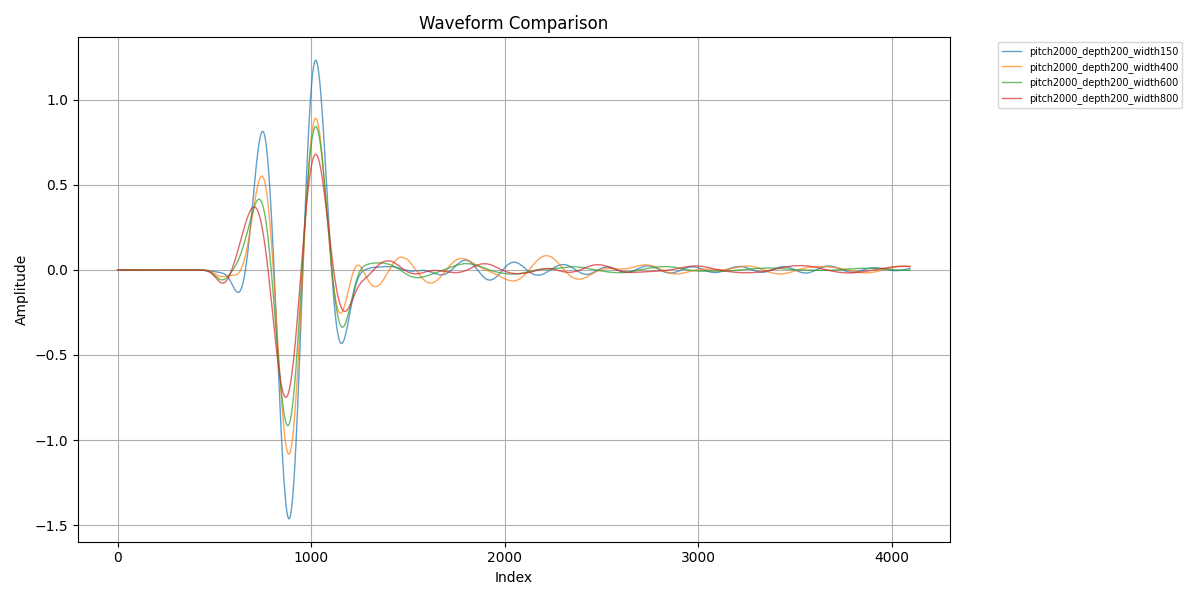 Waveform Comparison
pitch2000_depth200_width150
pitch2000_depth200_width400
pitch2000_depth200_width600
pitch2000_depth200_width800
1.0
0.5
0.0
−0.5
−1.0
−1.5
Amplitude
0 1000 2000 3000 4000
Index